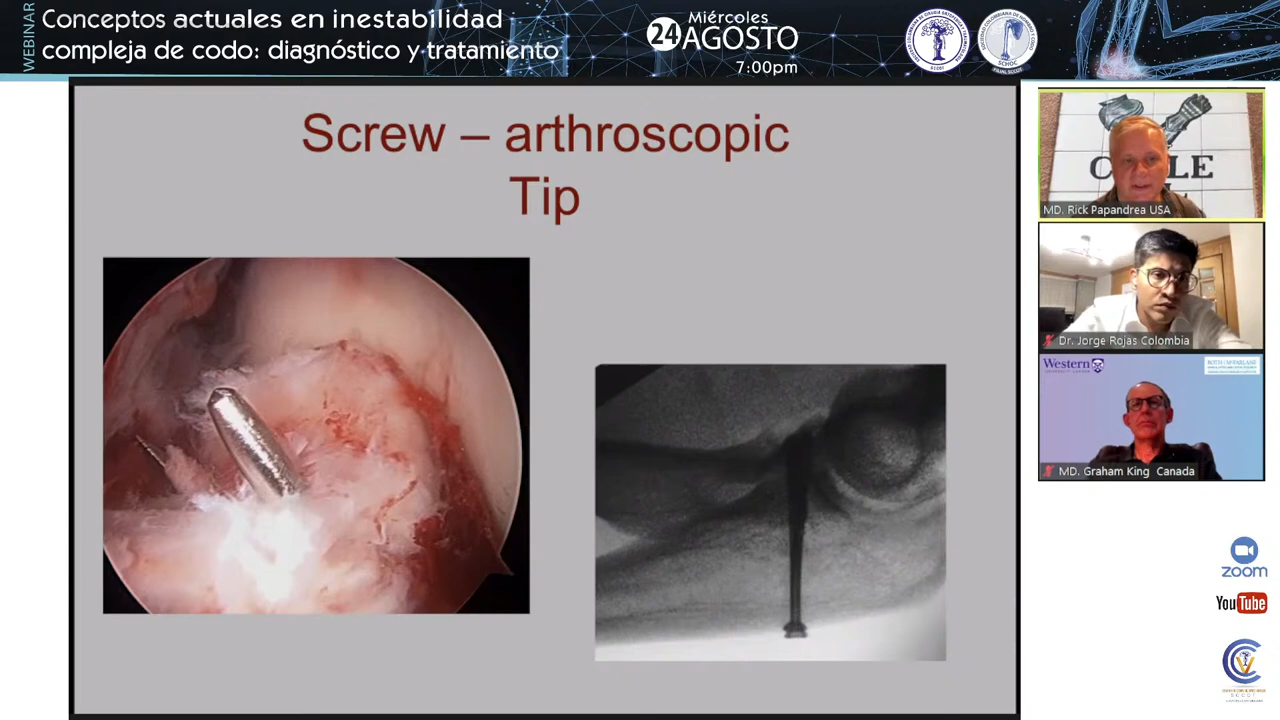 WEBINAR
Conceptos actuales en inestabilidad
compleja de codo: diagnóstico y tratamiento
Miércoles
24 AGOSTO
7:00pm
SCHOC
Screw – arthroscopic
Tip
MD. Rick Papandrea USA
Dr. Jorge Rojas Colombia
Western
MD. Graham King Canada
zoom
YouTube